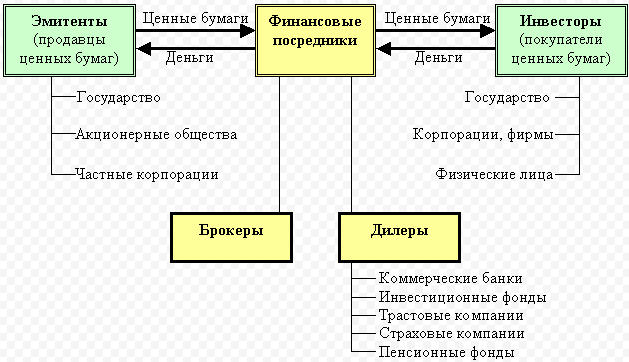 Эмитенты
(продавцы
ценных бумаг)
Ценные бумаги
Деньги
Финансовые
посредники
Ценные бумаги
Деньги
Инвесторы
(покупатели
ценных бумаг)
Государство
Акционерные общества
Частные корпорации
Государство
Корпорации, фирмы
Физические лица
Брокеры
Дилеры
Коммерческие банки
Инвестиционные фонды
Трастовые компании
Страховые компании
Пенсионные фонды